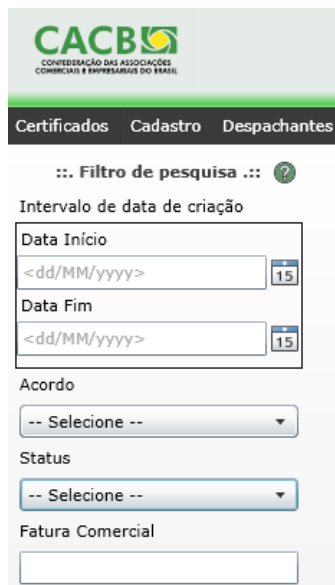 CACB
CONFEDERAÇÃO DAS ASSOCIAÇÕES
COMERCIAIS E EMPRESARIAIS DO BRASIL
Certificados Cadastro Despachantes
::. Filtro de pesquisa .:: ?
Intervalo de data de criação
Data Início
<dd/MM/yyyy> 15
Data Fim
<dd/MM/yyyy> 15
Acordo
-- Selecione --
Status
-- Selecione --
Fatura Comercial